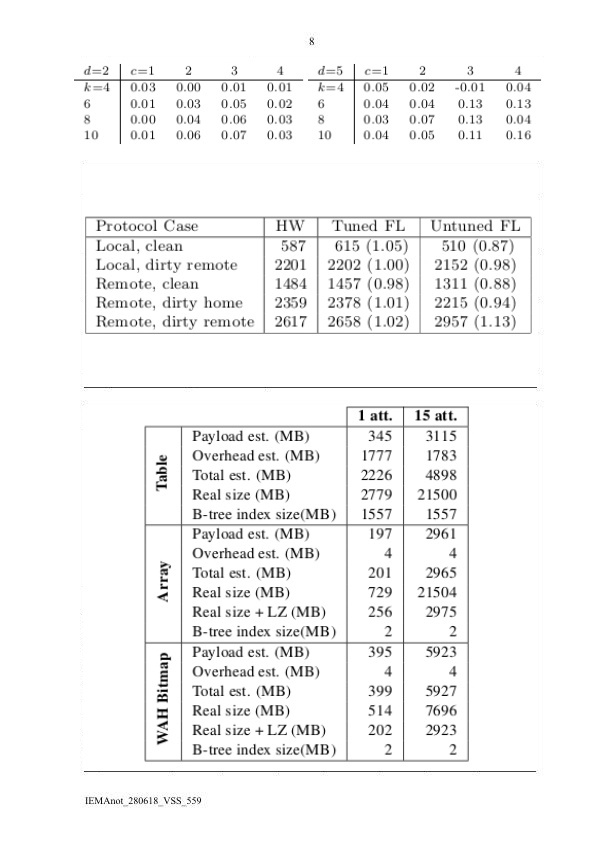 8
d=2 c=1 2 3 4 d=5 c=1 2 3 4
k=4 0.03 0.00 0.01 0.01 k=4 0.05 0.02 -0.01 0.04
6 0.01 0.03 0.05 0.02 6 0.04 0.04 0.13 0.13
8 0.00 0.04 0.06 0.03 8 0.03 0.07 0.13 0.04
10 0.01 0.06 0.07 0.03 10 0.04 0.05 0.11 0.16
Protocol Case HW Tuned FL Untuned FL
Local, clean 587 615 (1.05) 510 (0.87)
Local, dirty remote 2201 2202 (1.00) 2152 (0.98)
Remote, clean 1484 1457 (0.98) 1311 (0.88)
Remote, dirty home 2359 2378 (1.01) 2215 (0.94)
Remote, dirty remote 2617 2658 (1.02) 2957 (1.13)
1 att. 15 att.
Table
Payload est. (MB) 345 3115
Overhead est. (MB) 1777 1783
Total est. (MB) 2226 4898
Real size (MB) 2779 21500
B-tree index size(MB) 1557 1557
Array
Payload est. (MB) 197 2961
Overhead est. (MB) 4 4
Total est. (MB) 201 2965
Real size (MB) 729 21504
Real size + LZ (MB) 256 2975
B-tree index size(MB) 2 2
WAH Bitmap
Payload est. (MB) 395 5923
Overhead est. (MB) 4 4
Total est. (MB) 399 5927
Real size (MB) 514 7696
Real size + LZ (MB) 202 2923
B-tree index size(MB) 2 2
IEMAnot_280618_VSS_559